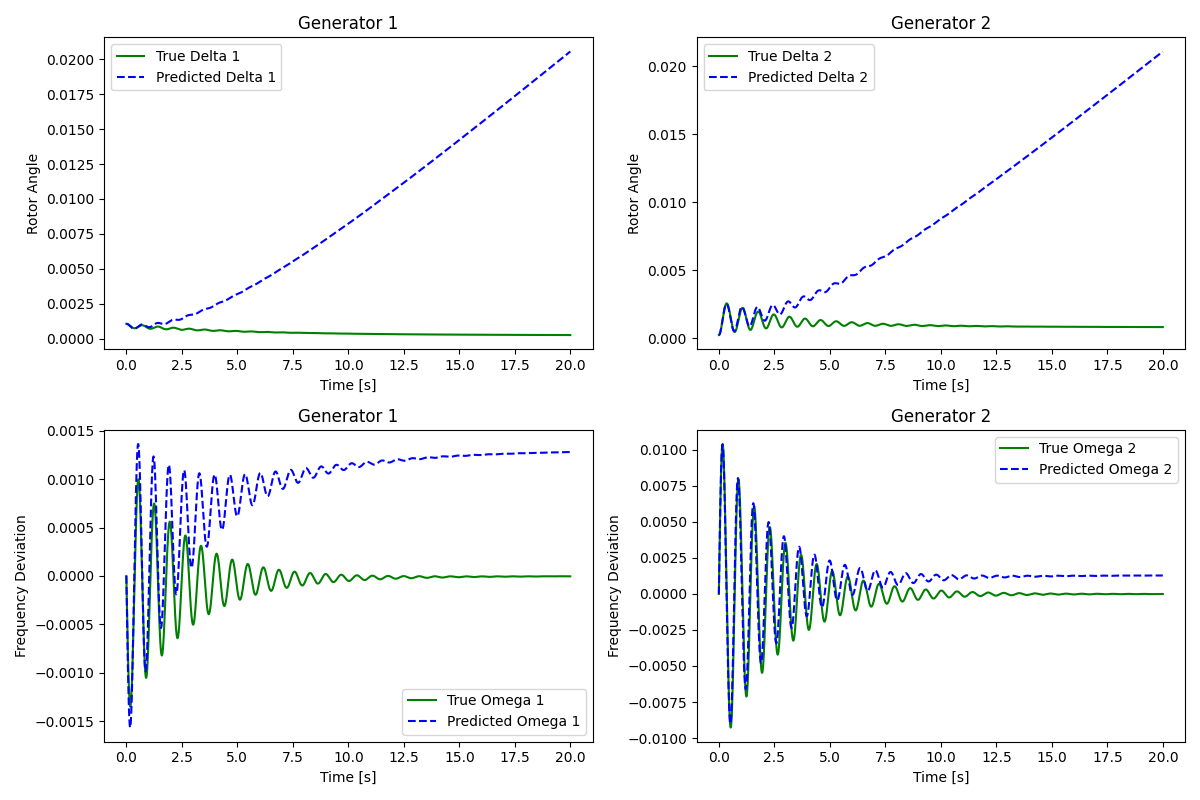 Generator 1
True Delta 1
Predicted Delta 1
0.0200
0.0175
0.0150
0.0125
0.0100
0.0075
0.0050
0.0025
0.0000
Rotor Angle
0.0 2.5 5.0 7.5 10.0 12.5 15.0 17.5 20.0
Time [s]
Generator 2
True Delta 2
Predicted Delta 2
0.020
0.015
0.010
0.005
0.000
Rotor Angle
0.0 2.5 5.0 7.5 10.0 12.5 15.0 17.5 20.0
Time [s]
Generator 1
0.0015
0.0010
0.0005
0.0000
−0.0005
−0.0010
−0.0015
Frequency Deviation
True Omega 1
Predicted Omega 1
0.0 2.5 5.0 7.5 10.0 12.5 15.0 17.5 20.0
Time [s]
Generator 2
True Omega 2
Predicted Omega 2
0.0100
0.0075
0.0050
0.0025
0.0000
−0.0025
−0.0050
−0.0075
−0.0100
Frequency Deviation
0.0 2.5 5.0 7.5 10.0 12.5 15.0 17.5 20.0
Time [s]